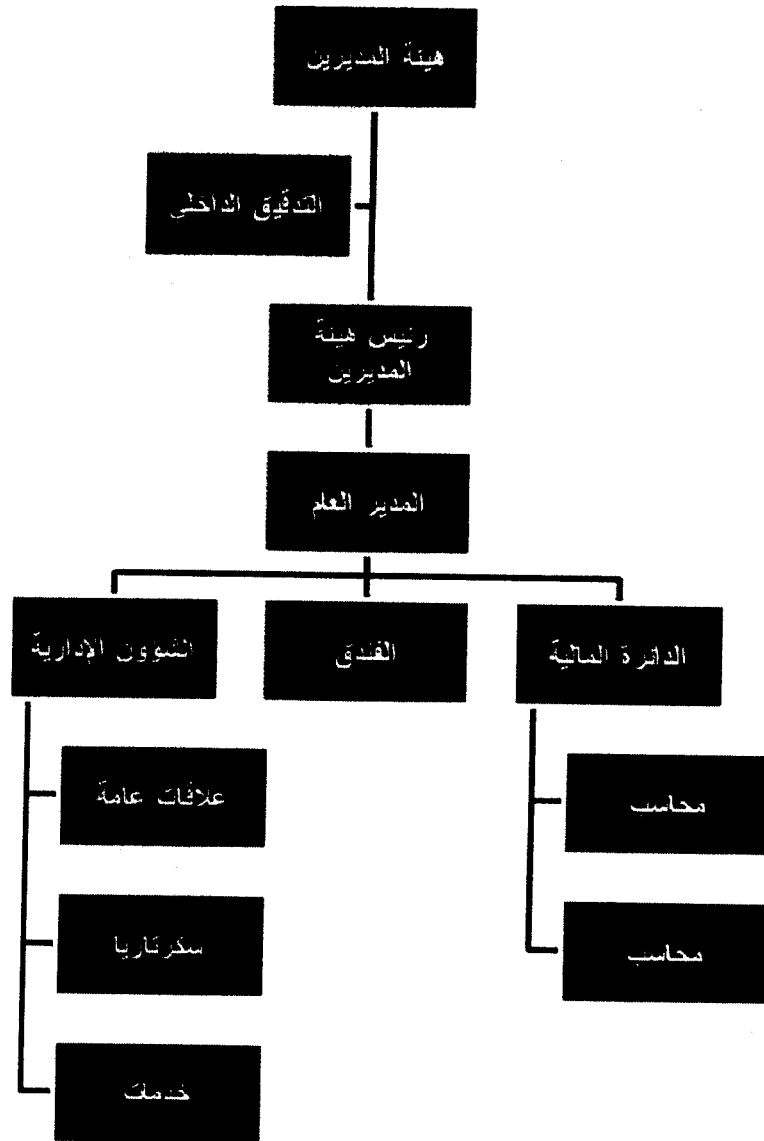 هيئة المديرين
التدقيق الداخلي
رئيس هيئة
المديرين
المدير العام
الدائرة المالية
الفندق
الشؤون الإدارية
محاسب
علاقات عامة
محاسب
سكرتاريا
خدمات